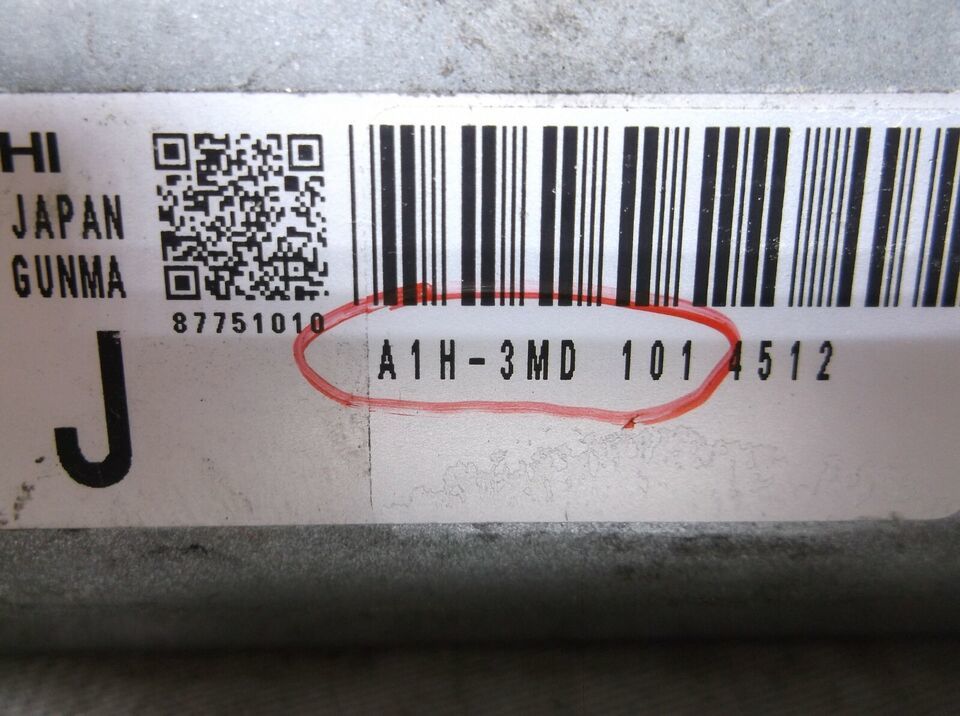 HI
JAPAN
GUNMA
J
87751010
A1H-3MD 101 4512